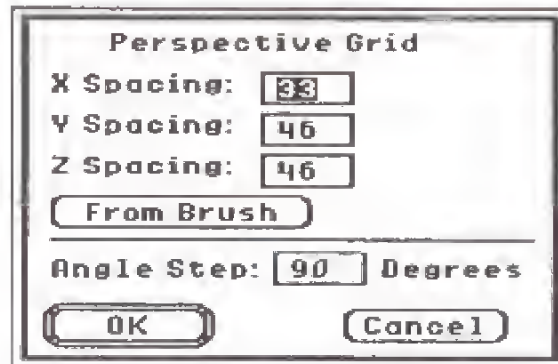 Perspective Grid
X Spacing: 33
Y Spacing: 46
Z Spacing: 46
From Brush
Angle Step: 90 Degrees
OK Cancel